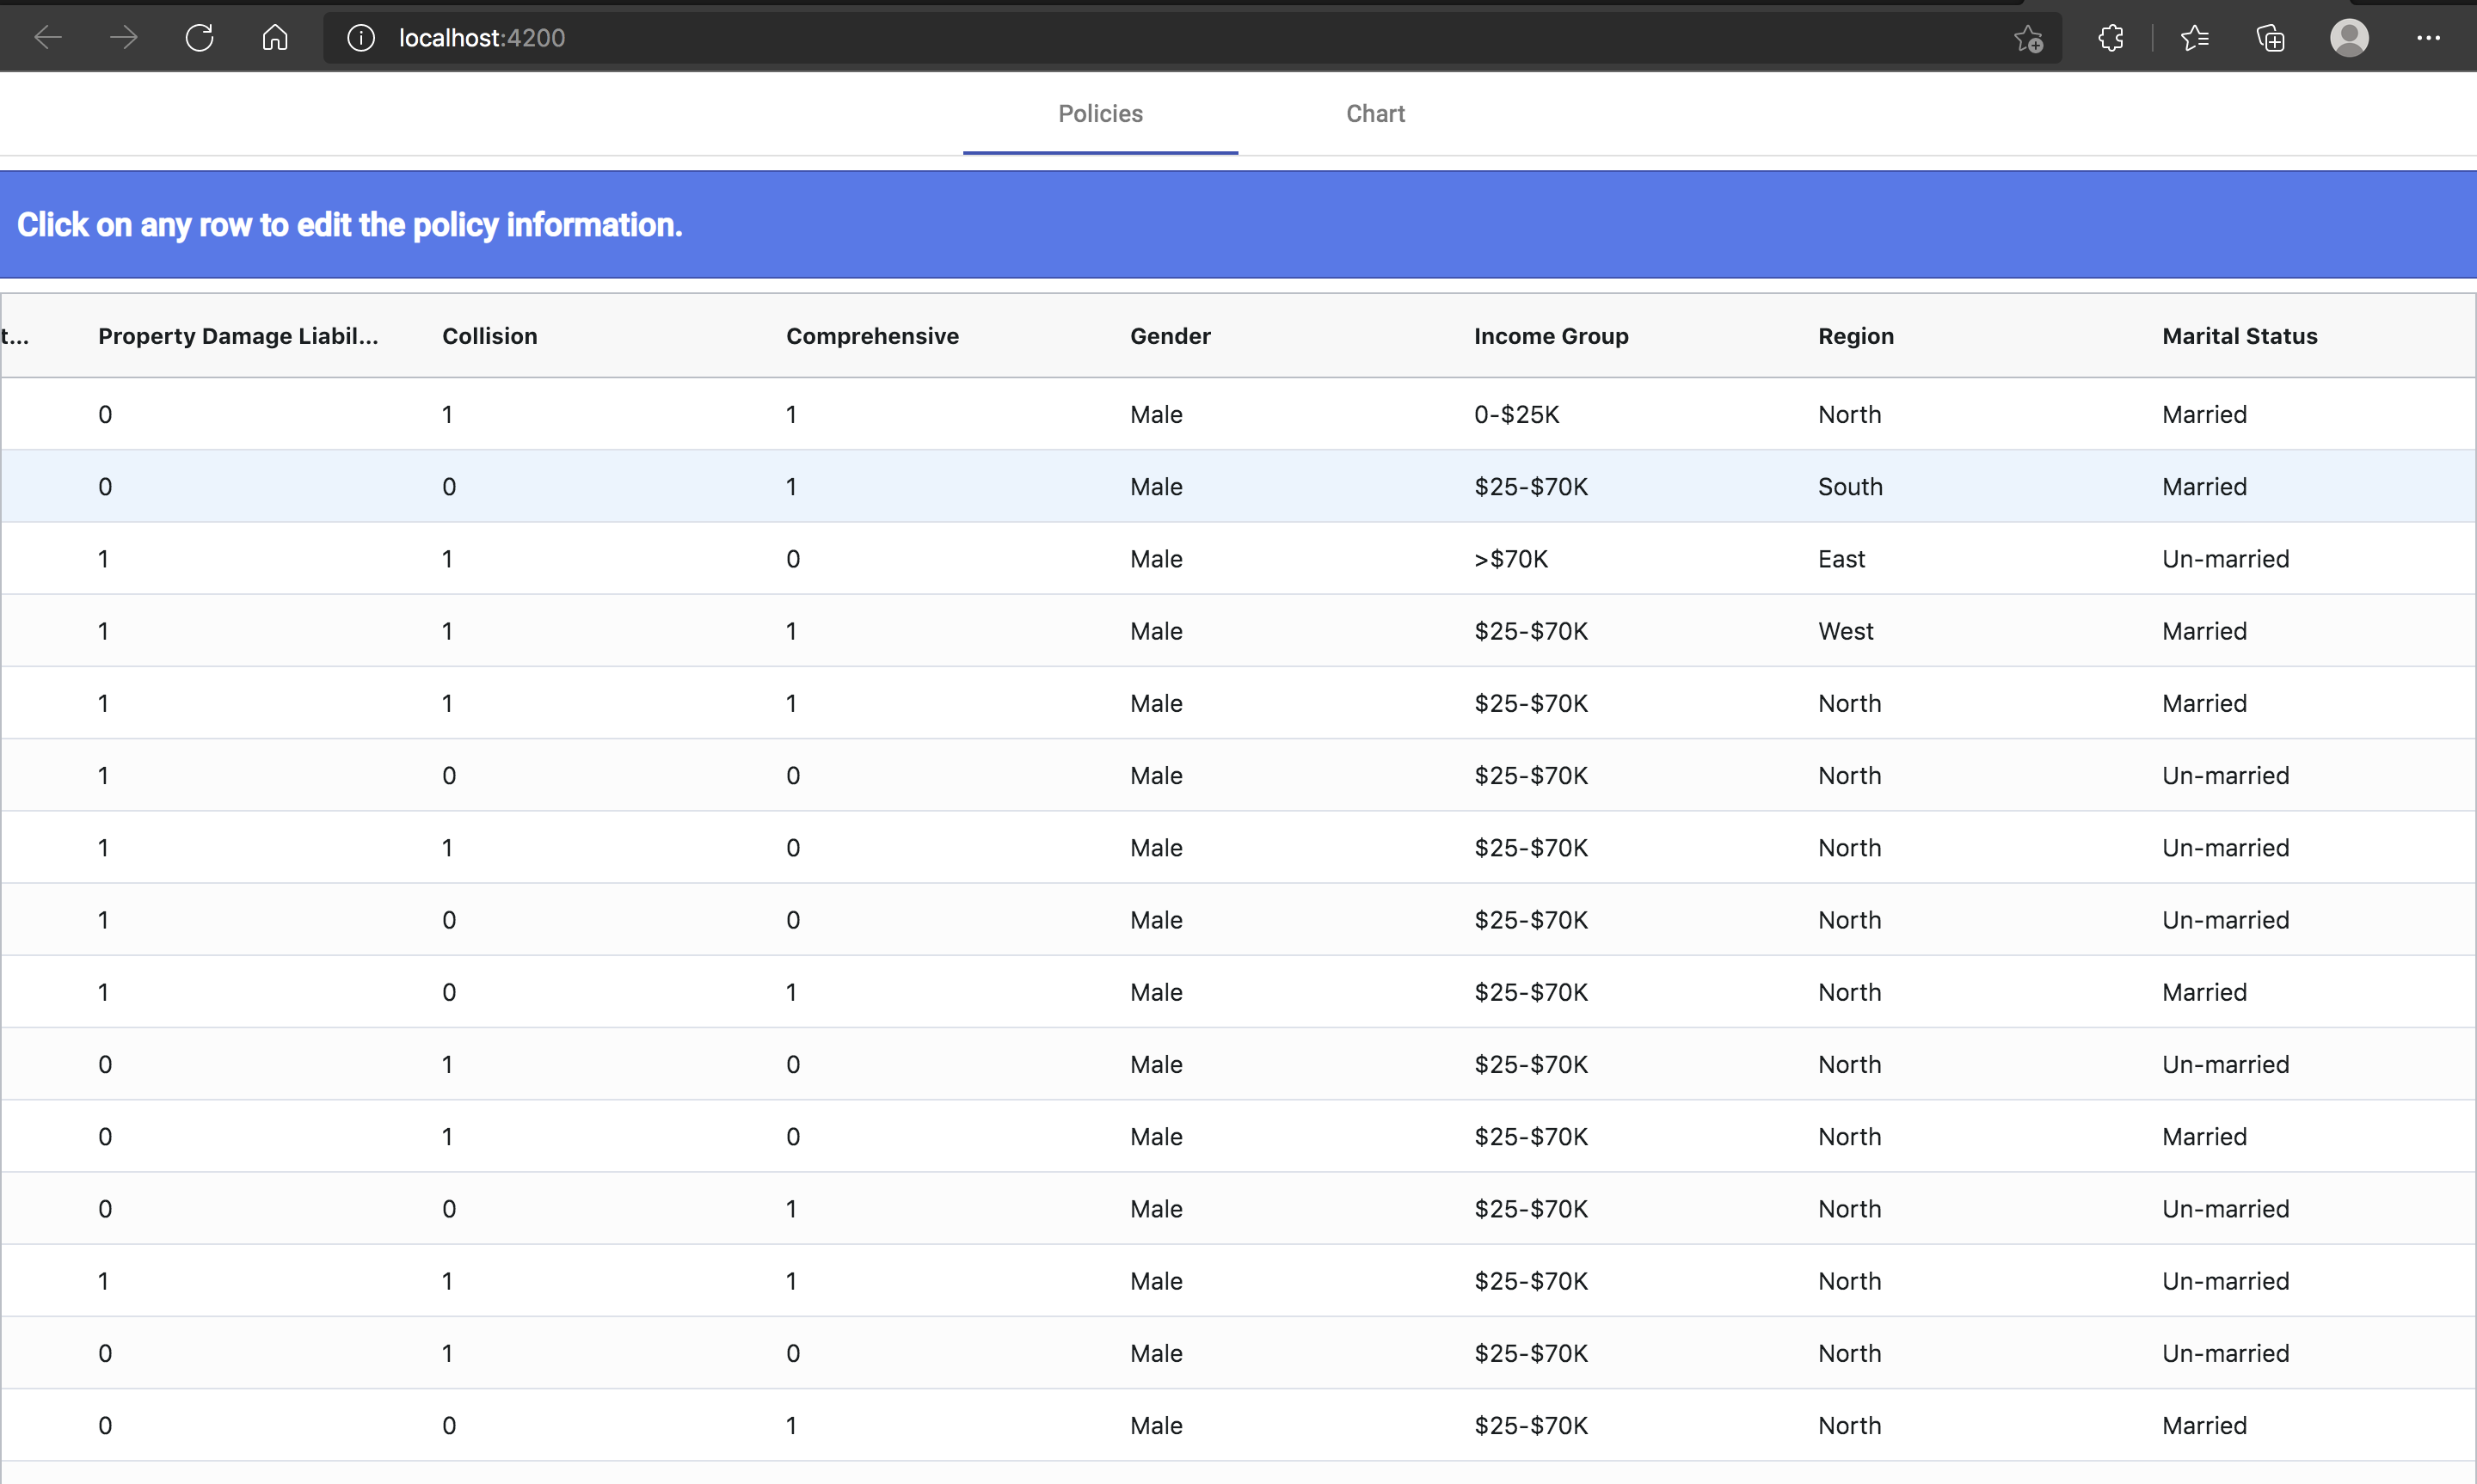 localhost:4200
Policies Chart
Click on any row to edit the policy information.
t... Property Damage Liabil... Collision Comprehensive Gender Income Group Region Marital Status
0 1 1 Male 0-$25K North Married
0 0 1 Male $25-$70K South Married
1 1 0 Male >$70K East Un-married
1 1 1 Male $25-$70K West Married
1 1 1 Male $25-$70K North Married
1 0 0 Male $25-$70K North Un-married
1 1 0 Male $25-$70K North Un-married
1 0 0 Male $25-$70K North Un-married
1 0 1 Male $25-$70K North Married
0 1 0 Male $25-$70K North Un-married
0 1 0 Male $25-$70K North Married
0 0 1 Male $25-$70K North Un-married
1 1 1 Male $25-$70K North Un-married
0 1 0 Male $25-$70K North Un-married
0 0 1 Male $25-$70K North Married